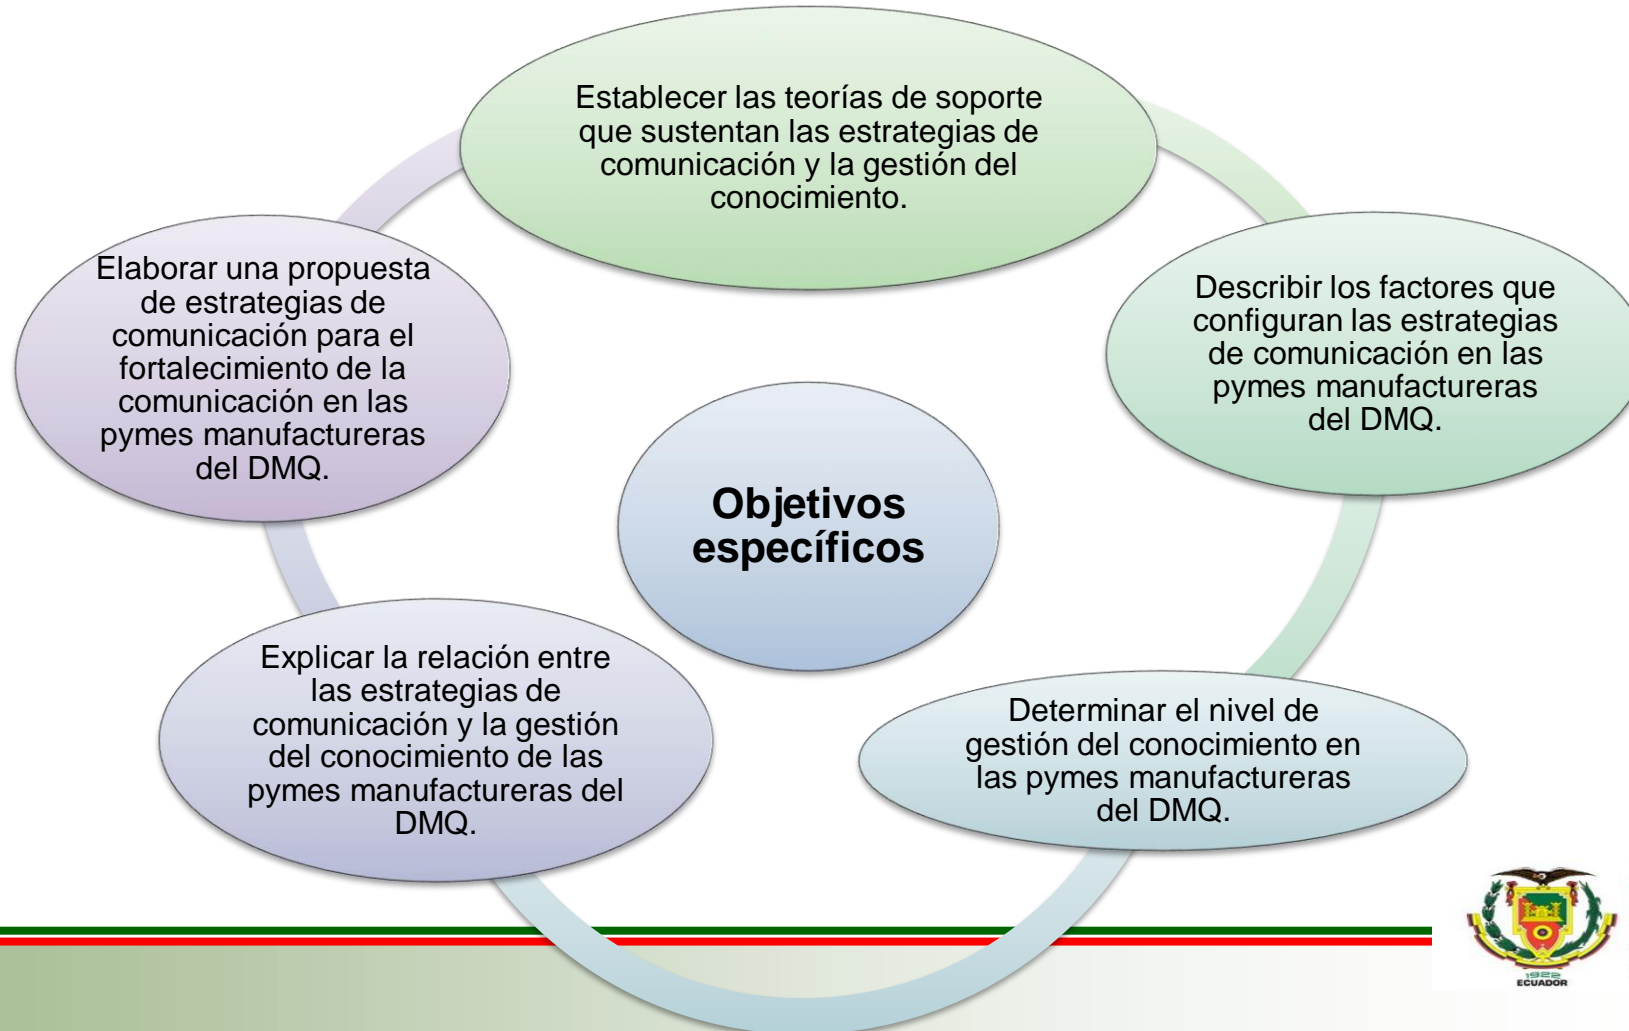 Establecer las teorías de soporte
que sustentan las estrategias de
comunicación y la gestión del
conocimiento.
Describir los factores que
configuran las estrategias
de comunicación en las
pymes manufactureras
del DMQ.
Determinar el nivel de
gestión del conocimiento en
las pymes manufactureras
del DMQ.
Explicar la relación entre
las estrategias de
comunicación y la gestión
del conocimiento de las
pymes manufactureras del
DMQ.
Elaborar una propuesta
de estrategias de
comunicación para el
fortalecimiento de la
comunicación en las
pymes manufactureras
del DMQ.
Objetivos
específicos
1922
ECUADOR